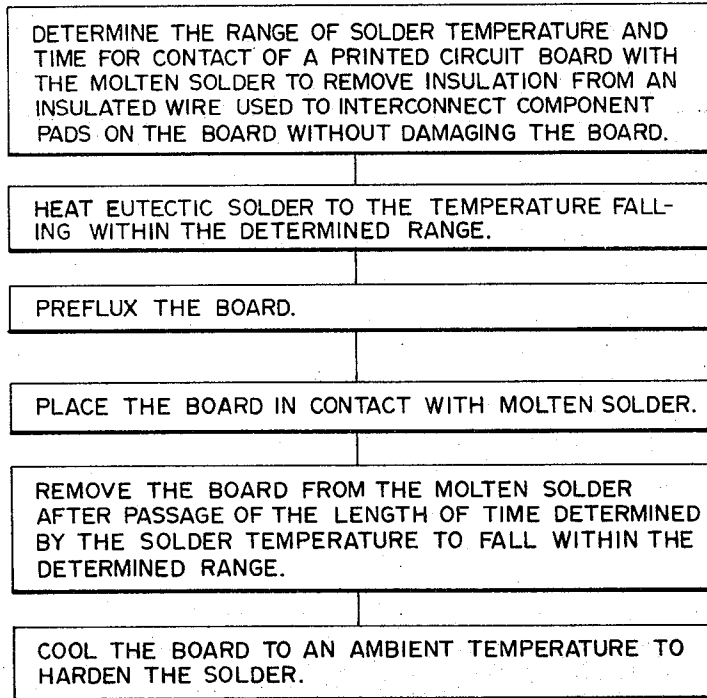 DETERMINE THE RANGE OF SOLDER TEMPERATURE AND
TIME FOR CONTACT OF A PRINTED CIRCUIT BOARD WITH
THE MOLTEN SOLDER TO REMOVE INSULATION FROM AN
INSULATED WIRE USED TO INTERCONNECT COMPONENT
PADS ON THE BOARD WITHOUT DAMAGING THE BOARD.
HEAT EUTECTIC SOLDER TO THE TEMPERATURE FALL-
ING WITHIN THE DETERMINED RANGE.
PREFLUX THE BOARD.
PLACE THE BOARD IN CONTACT WITH MOLTEN SOLDER.
REMOVE THE BOARD FROM THE MOLTEN SOLDER
AFTER PASSAGE OF THE LENGTH OF TIME DETERMINED
BY THE SOLDER TEMPERATURE TO FALL WITHIN THE
DETERMINED RANGE.
COOL THE BOARD TO AN AMBIENT TEMPERATURE TO
HARDEN THE SOLDER.